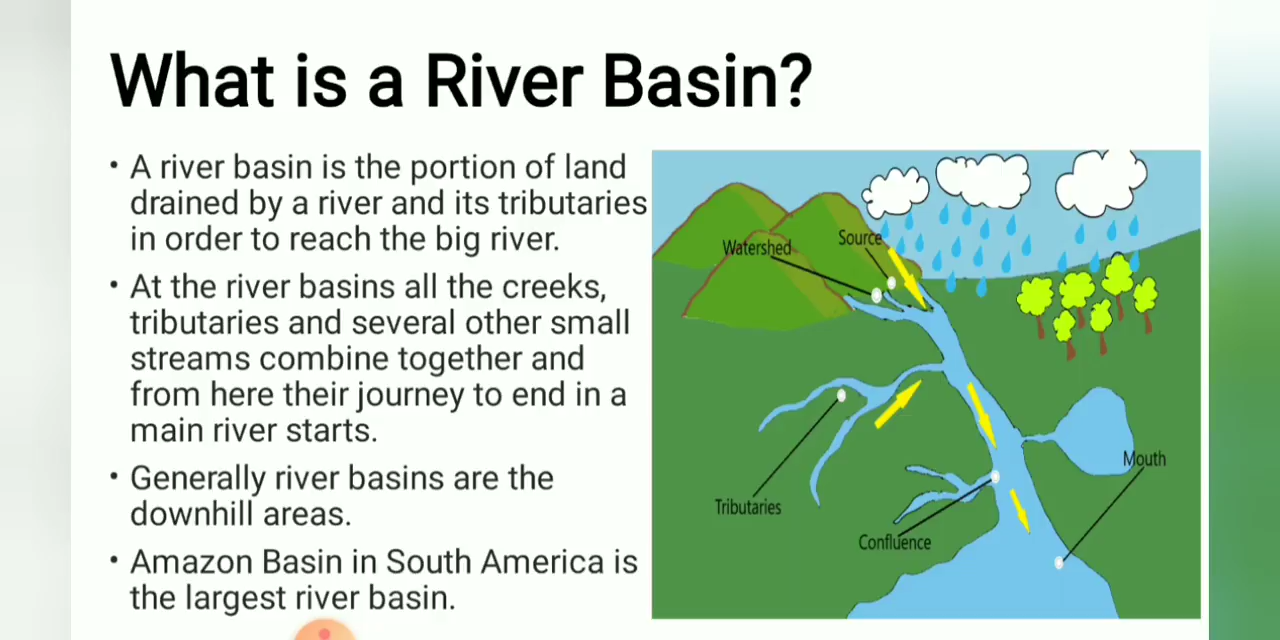 What is a River Basin?
• A river basin is the portion of land
drained by a river and its tributaries
in order to reach the big river.
• At the river basins all the creeks,
tributaries and several other small
streams combine together and
from here their journey to end in a
main river starts.
• Generally river basins are the
downhill areas.
• Amazon Basin in South America is
the largest river basin.
Watershed
Source
Tributaries
Confluence
Mouth